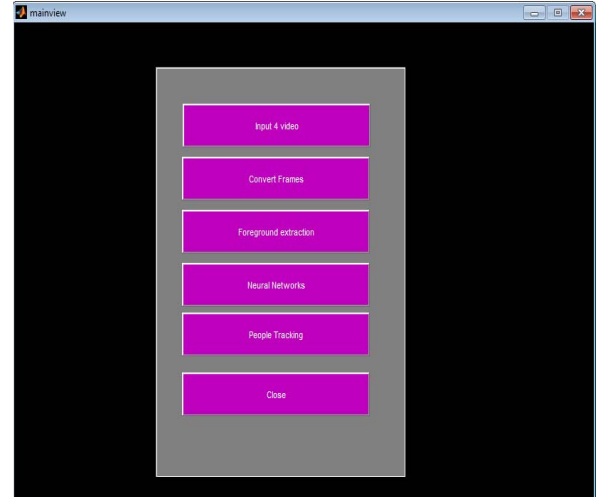 mainview
Input 4 video
Convert Frames
Foreground extraction
Neural Networks
People Tracking
Close